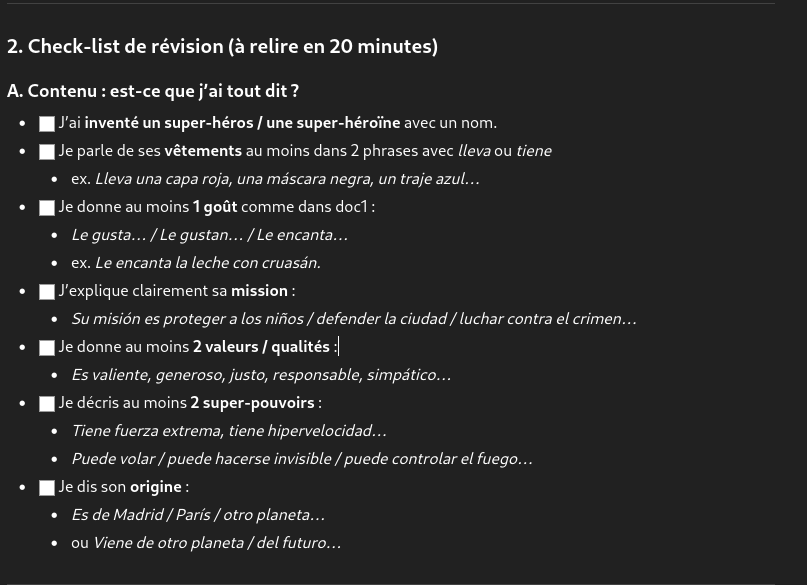 2. Check-list de révision (à relire en 20 minutes)
A. Contenu : est-ce que j’ai tout dit ?
J’ai inventé un super-héros / une super-héroïne avec un nom.
Je parle de ses vêtements au moins dans 2 phrases avec lleva ou tiene
ex. Lleva una capa roja, una máscara negra, un traje azul…
Je donne au moins 1 goût comme dans doc1 :
Le gusta… / Le gustan… / Le encanta…
ex. Le encanta la leche con cruasán.
J’explique clairement sa mission :
Su misión es proteger a los niños / defender la ciudad / luchar contra el crimen…
Je donne au moins 2 valeurs / qualités :
Es valiente, generoso, justo, responsable, simpático…
Je décris au moins 2 super-pouvoirs :
Tiene fuerza extrema, tiene hipervelocidad…
Puede volar / puede hacerse invisible / puede controlar el fuego…
Je dis son origine :
Es de Madrid / París / otro planeta…
ou Viene de otro planeta / del futuro…